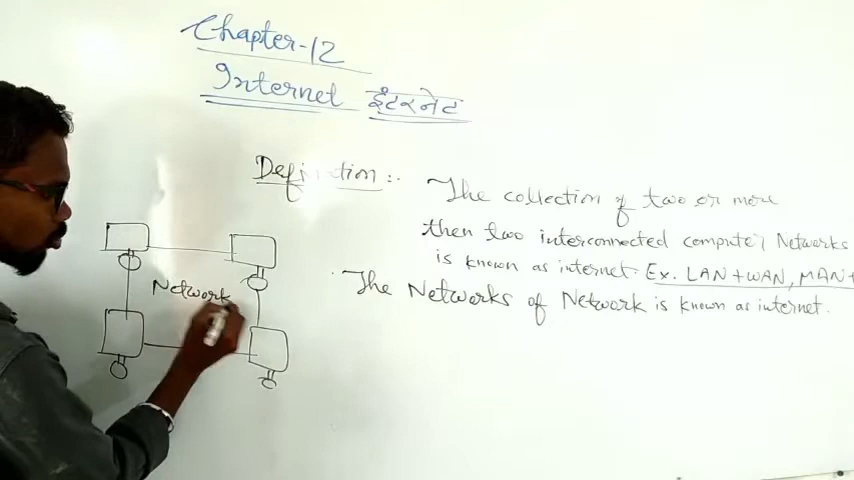 Chapter-12
Internet इंटरनेट
Definition :-
The collection of two or more
then two interconnected computer Networks
is known as internet. Ex. LAN+WAN, MAN+
The Networks of Network is known as internet.
Network